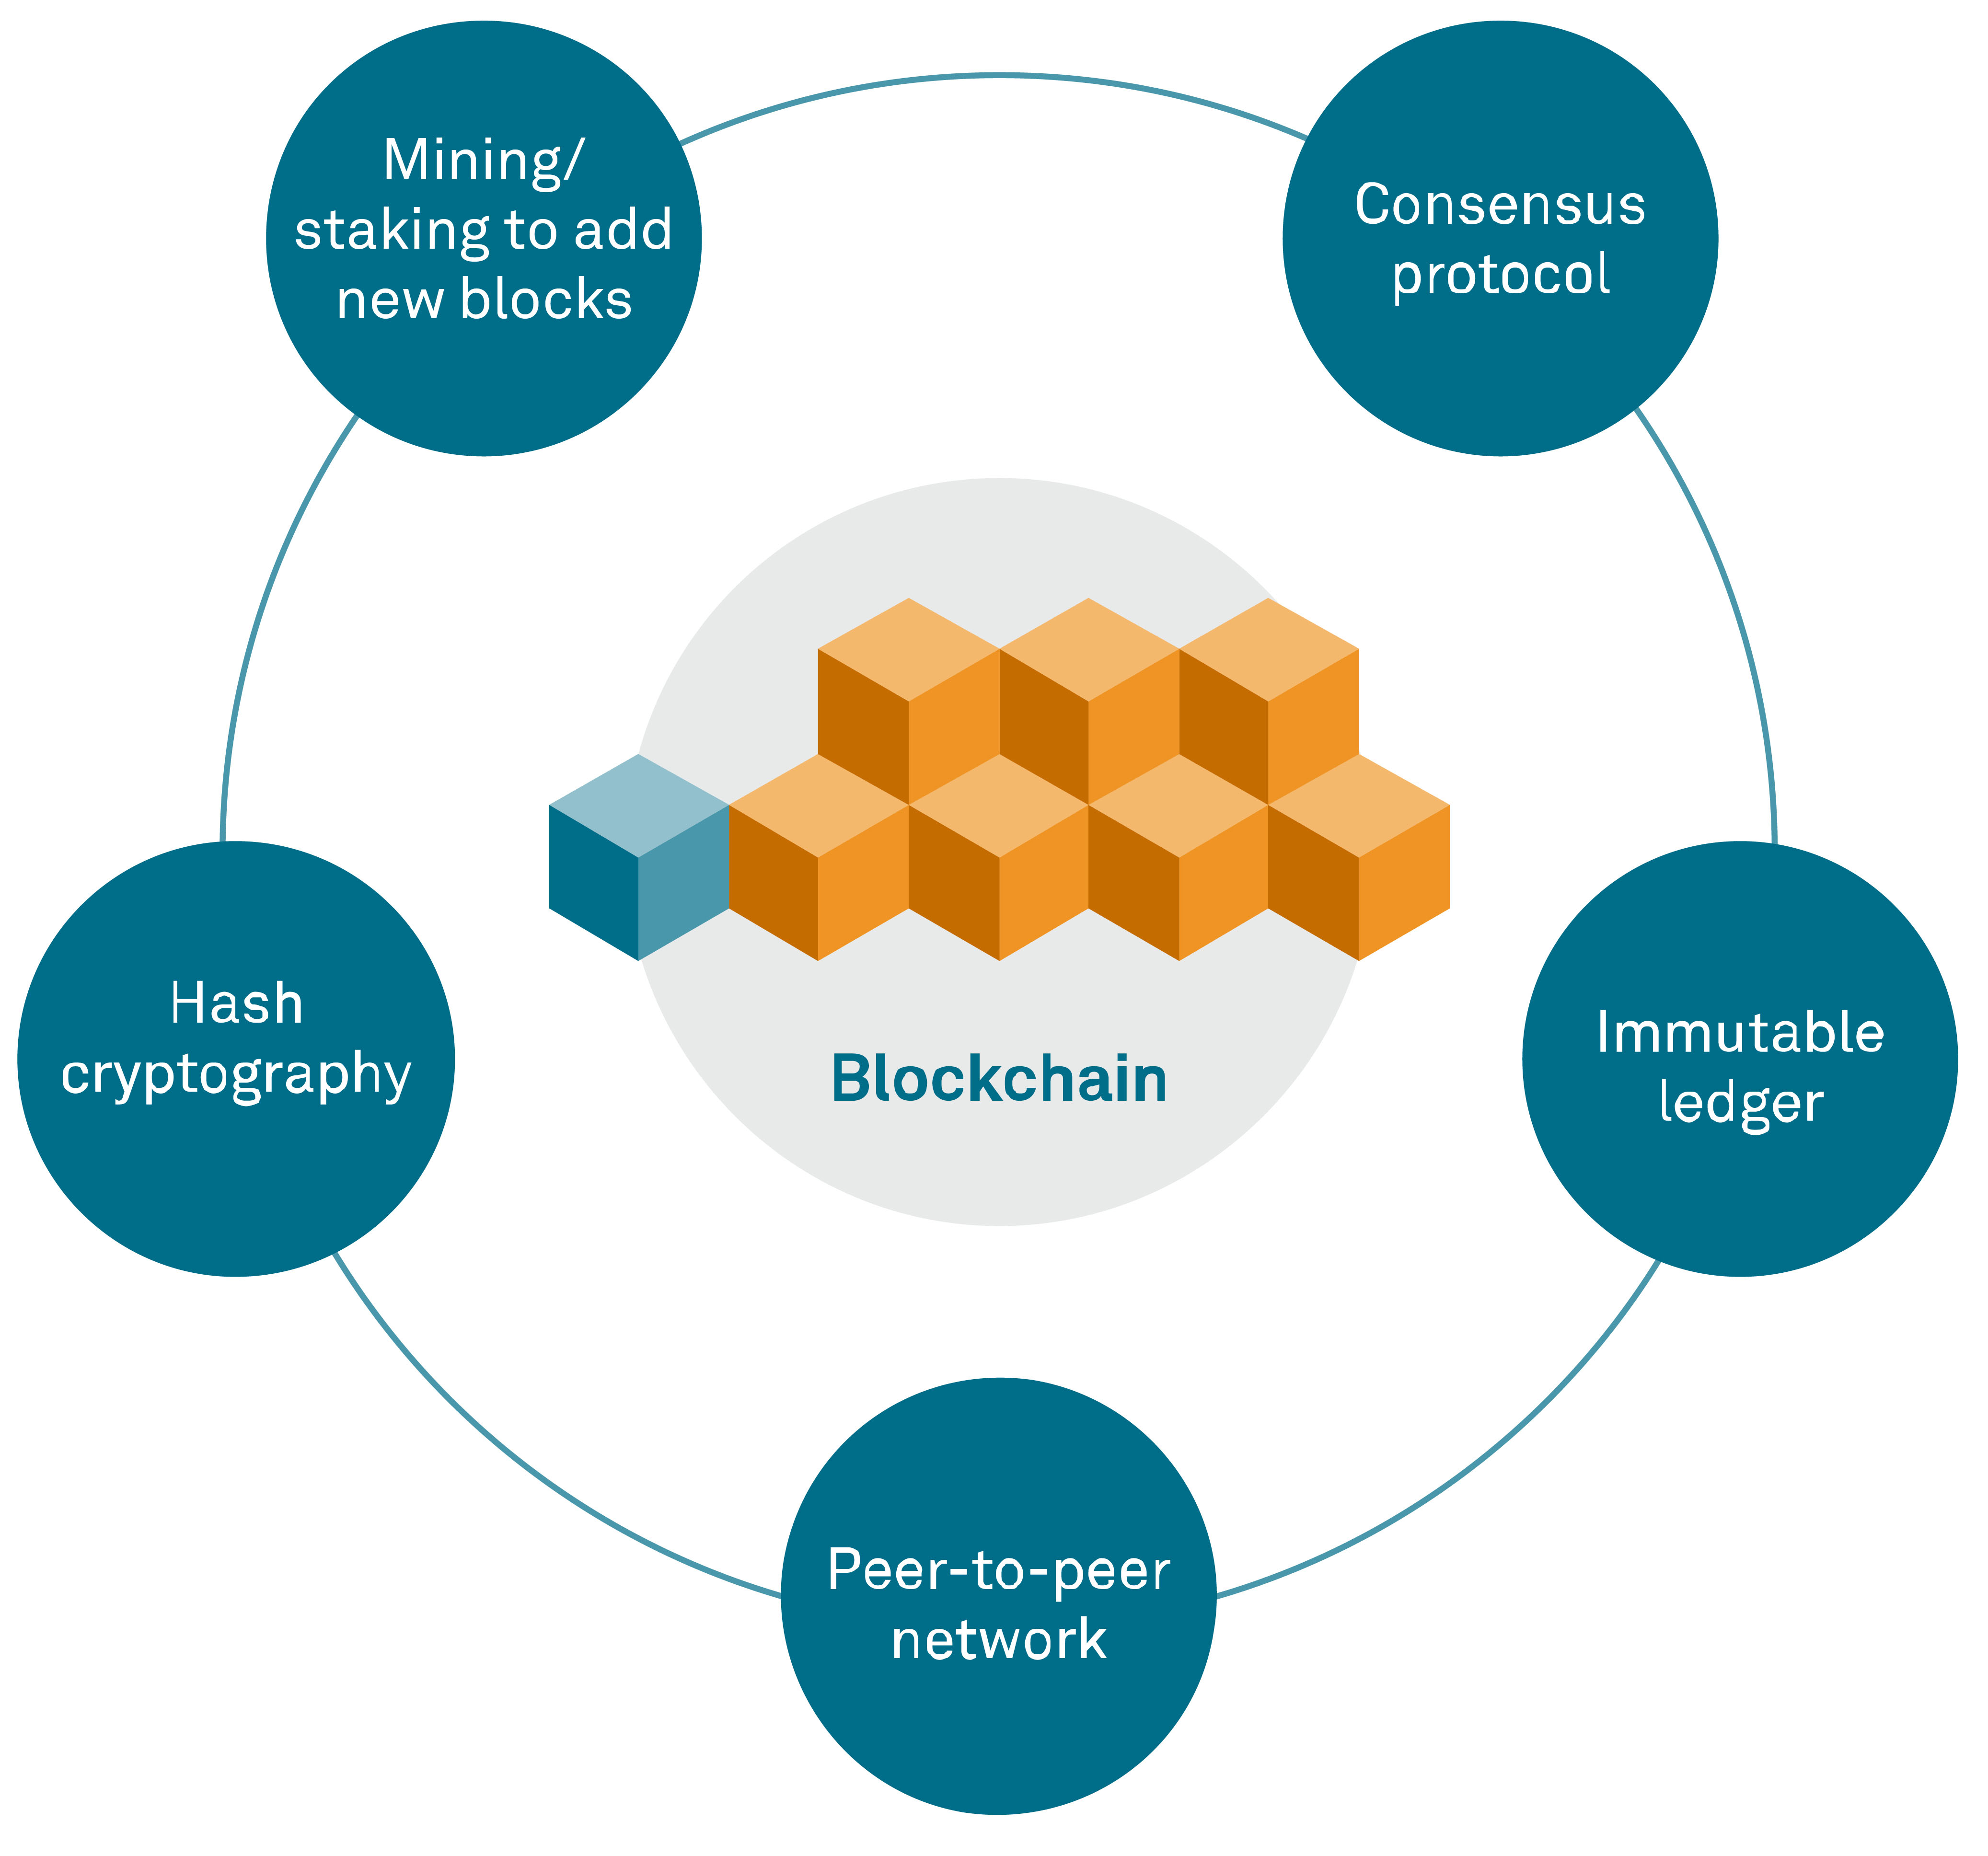 Mining/
staking to add
new blocks
Consensus
protocol
Hash
cryptography
Blockchain
Immutable
ledger
Peer-to-peer
network